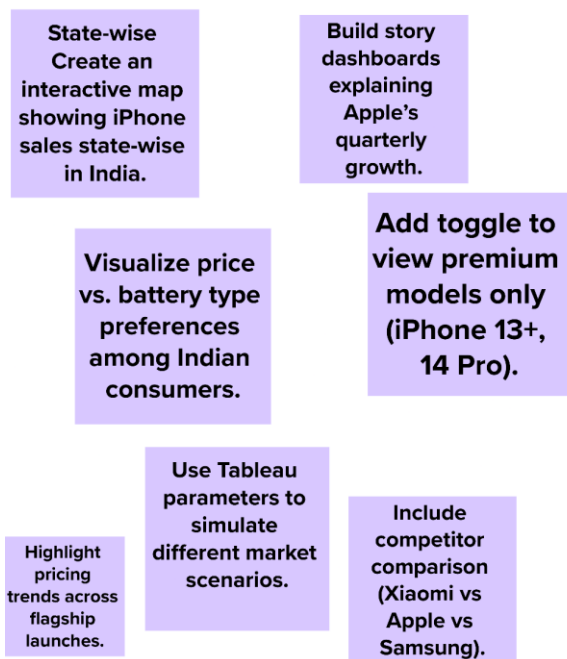 State-wise
Create an
interactive map
showing iPhone
sales state-wise
in India.
Build story
dashboards
explaining
Apple's
quarterly
growth.
Visualize price
vs. battery type
preferences
among Indian
consumers.
Add toggle to
view premium
models only
(iPhone 13+,
14 Pro).
Highlight
pricing
trends across
flagship
launches.
Use Tableau
parameters to
simulate
different market
scenarios.
Include
competitor
comparison
(Xiaomi vs
Apple vs
Samsung).